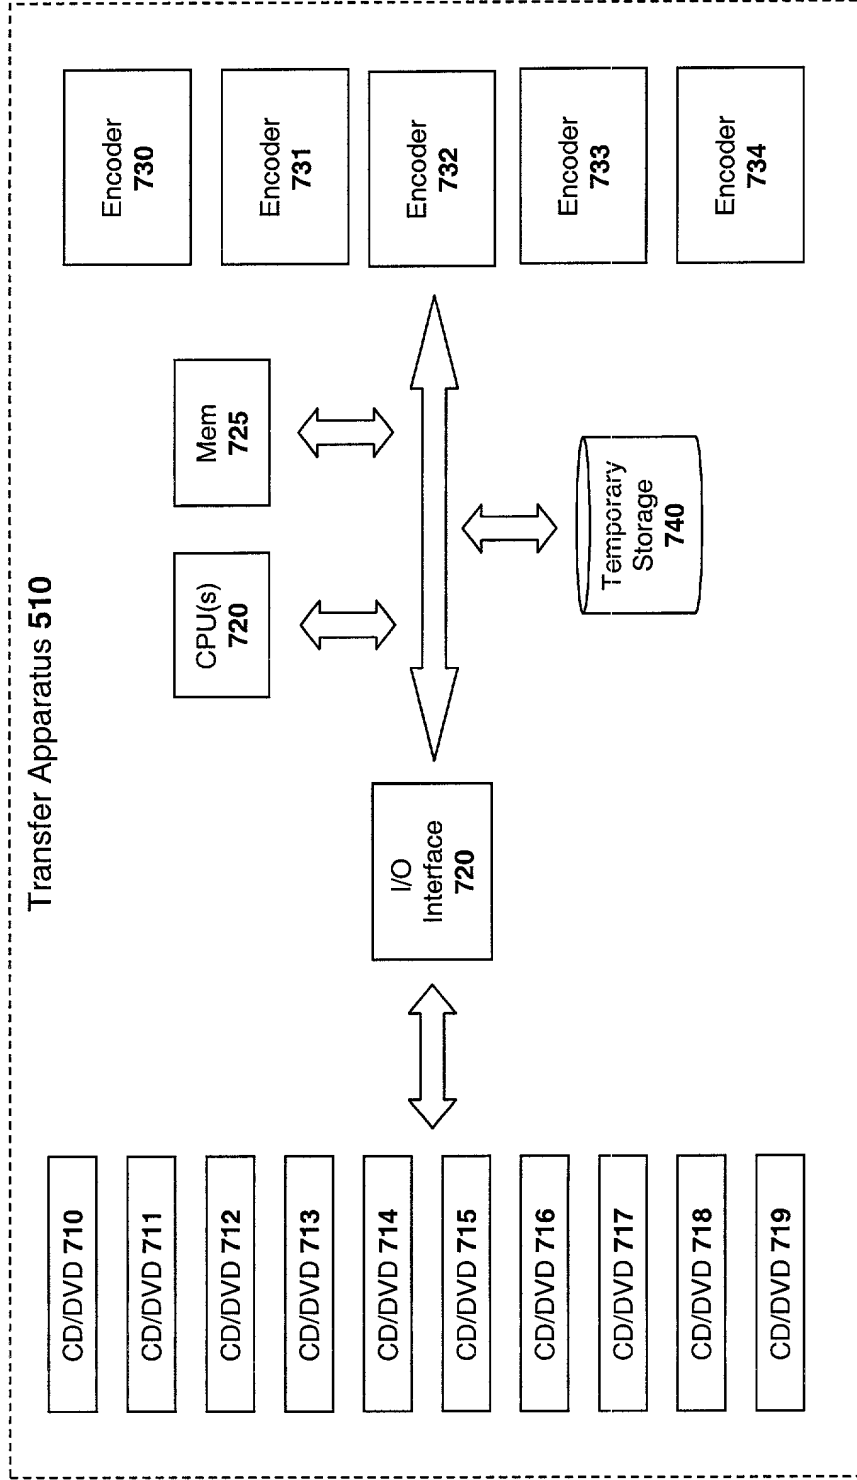 Transfer Apparatus 510
CD/DVD 710
CD/DVD 711
CD/DVD 712
CD/DVD 713
CD/DVD 714
CD/DVD 715
CD/DVD 716
CD/DVD 717
CD/DVD 718
CD/DVD 719
I/O
Interface
720
CPU(s)
720
Mem
725
Temporary
Storage
740
Encoder
730
Encoder
731
Encoder
732
Encoder
733
Encoder
734